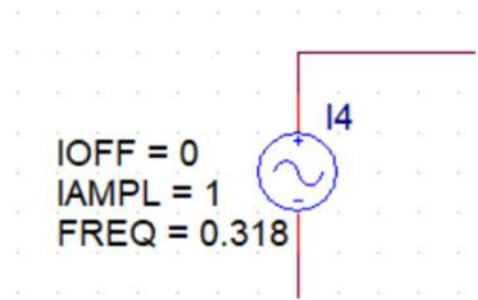 I4
IOFF = 0
IAMPL = 1
FREQ = 0.318
+
-